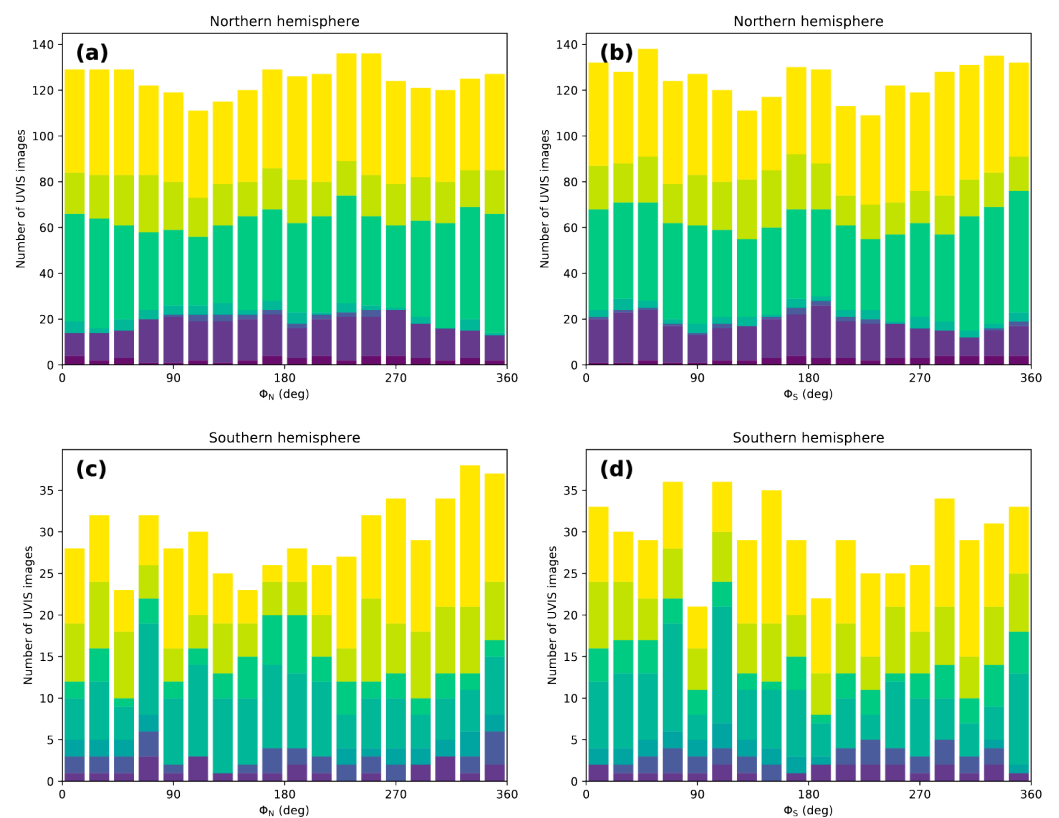 Northern hemisphere
(a)
140
120
100
80
60
40
20
0
Number of UVIS images
0 90 180 270 360
Φ_N (deg)
Northern hemisphere
(b)
140
120
100
80
60
40
20
0
Number of UVIS images
0 90 180 270 360
Φ_S (deg)
Southern hemisphere
(c)
35
30
25
20
15
10
5
0
Number of UVIS images
0 90 180 270 360
Φ_N (deg)
Southern hemisphere
(d)
35
30
25
20
15
10
5
0
Number of UVIS images
0 90 180 270 360
Φ_S (deg)